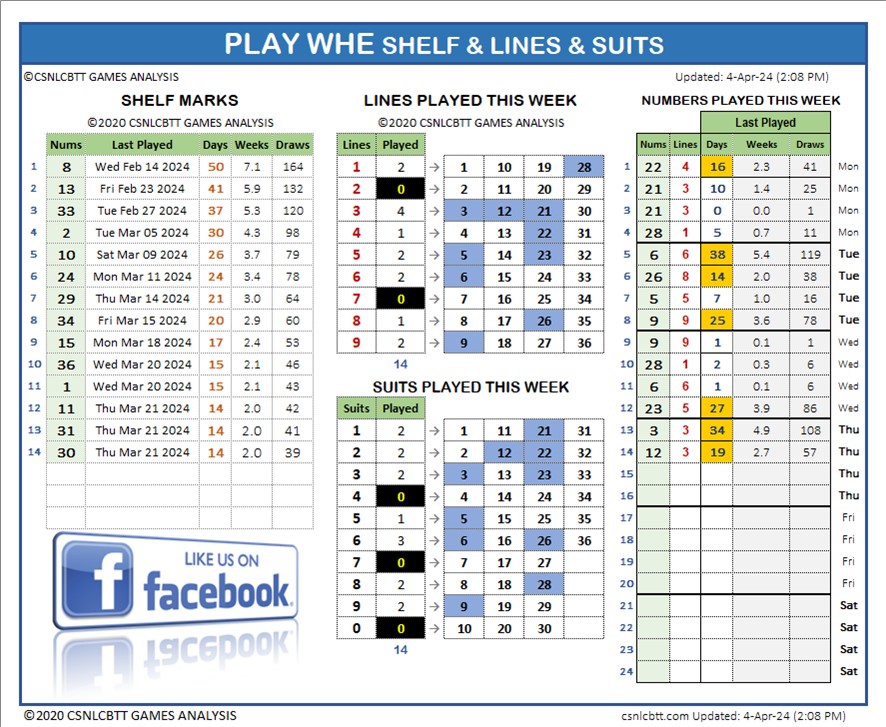 PLAY WHE SHELF & LINES & SUITS
©CSNLCBTT GAMES ANALYSIS
Updated: 4-Apr-24 (2:08 PM)
SHELF MARKS
©2020 CSNLCBTT GAMES ANALYSIS
Nums Last Played Days Weeks Draws
1 8 Wed Feb 14 2024 50 7.1 164
2 13 Fri Feb 23 2024 41 5.9 132
3 33 Tue Feb 27 2024 37 5.3 120
4 2 Tue Mar 05 2024 30 4.3 98
5 10 Sat Mar 09 2024 26 3.7 79
6 24 Mon Mar 11 2024 24 3.4 78
7 29 Thu Mar 14 2024 21 3.0 64
8 34 Fri Mar 15 2024 20 2.9 60
9 15 Mon Mar 18 2024 17 2.4 53
10 36 Wed Mar 20 2024 15 2.1 46
11 1 Wed Mar 20 2024 15 2.1 43
12 11 Thu Mar 21 2024 14 2.0 42
13 31 Thu Mar 21 2024 14 2.0 41
14 30 Thu Mar 21 2024 14 2.0 39
LIKE US ON
f facebook
LINES PLAYED THIS WEEK
©2020 CSNLCBTT GAMES ANALYSIS
Lines Played
1 2 → 1 10 19 28
2 0 → 2 11 20 29
3 4 → 3 12 21 30
4 1 → 4 13 22 31
5 2 → 5 14 23 32
6 2 → 6 15 24 33
7 0 → 7 16 25 34
8 1 → 8 17 26 35
9 2 → 9 18 27 36
14
SUITS PLAYED THIS WEEK
Suits Played
1 2 → 1 11 21 31
2 2 → 2 12 22 32
3 2 → 3 13 23 33
4 0 → 4 14 24 34
5 1 → 5 15 25 35
6 3 → 6 16 26 36
7 0 → 7 17 27
8 2 → 8 18 28
9 2 → 9 19 29
0 0 → 10 20 30
14
NUMBERS PLAYED THIS WEEK
Last Played
Nums Lines Days Weeks Draws
1 22 4 16 2.3 41 Mon
2 21 3 10 1.4 25 Mon
3 21 3 0 0.0 1 Mon
4 28 1 5 0.7 11 Mon
5 6 6 38 5.4 119 Tue
6 26 8 14 2.0 38 Tue
7 5 5 7 1.0 16 Tue
8 9 9 25 3.6 78 Tue
9 9 9 1 0.1 1 Wed
10 28 1 2 0.3 6 Wed
11 6 6 1 0.1 6 Wed
12 23 5 27 3.9 86 Wed
13 3 3 34 4.9 108 Thu
14 12 3 19 2.7 57 Thu
15 Thu
16 Thu
17 Fri
18 Fri
19 Fri
20 Fri
21 Sat
22 Sat
23 Sat
24 Sat
©2020 CSNLCBTT GAMES ANALYSIS
csnlcbtt.com Updated: 4-Apr-24 (2:08 PM)